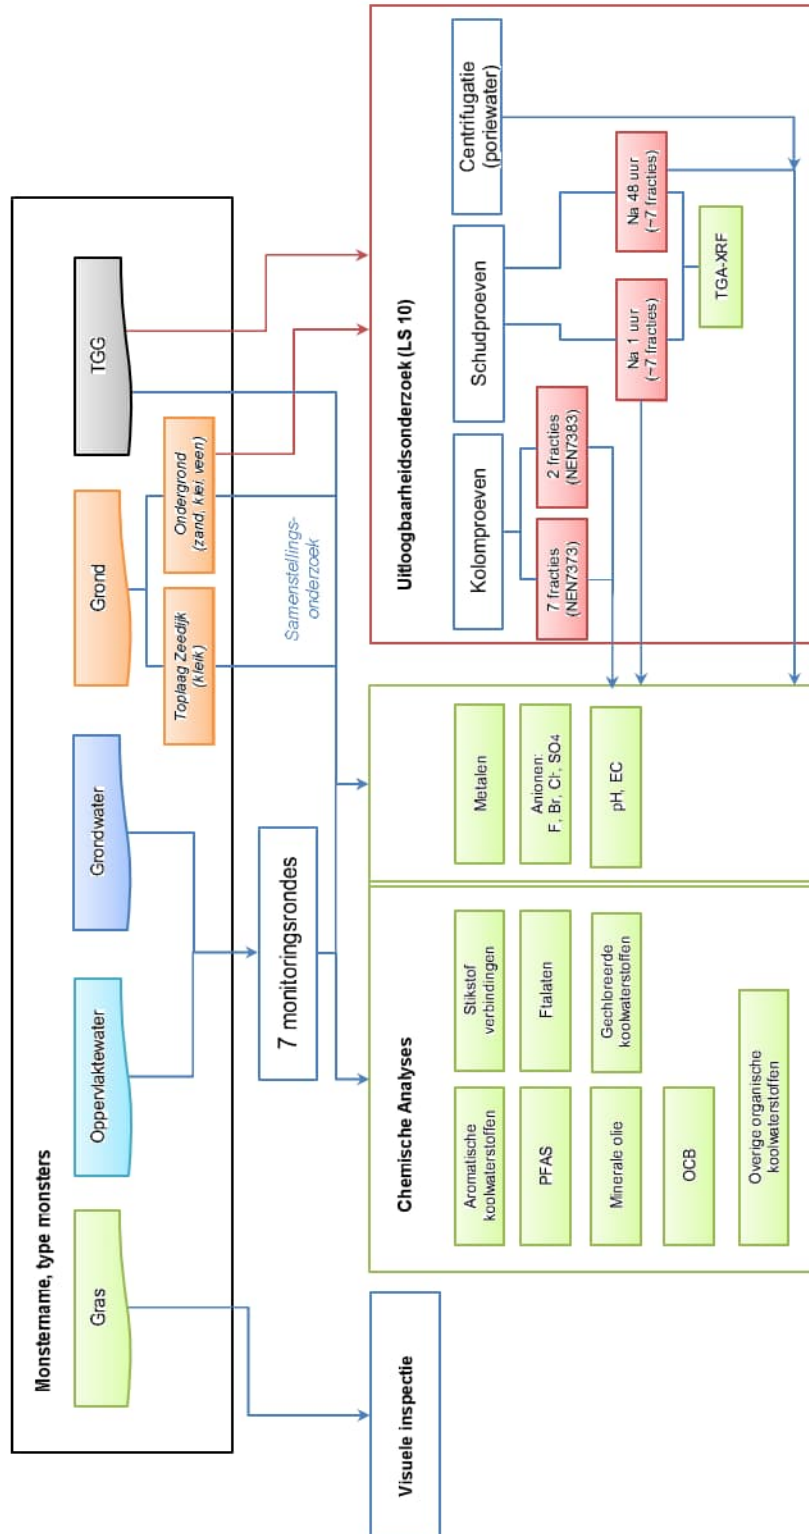 Monstername, type monsters
Gras
Oppervlaktewater
Grondwater
Grond
TGG
Toplaag Zeedijk
(kleik)
Ondergrond
(zand, klei, veen)
7 monitoringsrondes
Samenstellings-
onderzoek
Visuele inspectie
Chemische Analyses
Aromatische
koolwaterstoffen
Stikstof
verbindingen
PFAS
Ftalaten
Minerale olie
Gechloreerde
koolwaterstoffen
OCB
Overige organische
koolwaterstoffen
Metalen
Anionen:
F, Br, Cl-, SO4
pH, EC
Uitloogbaarheidsonderzoek (LS 10)
Kolomproeven
Schudproeven
Centrifugatie
(poriewater)
7 fracties
(NEN7373)
2 fracties
(NEN7383)
Na 1 uur
(~7 fracties)
Na 48 uur
(~7 fracties)
TGA-XRF